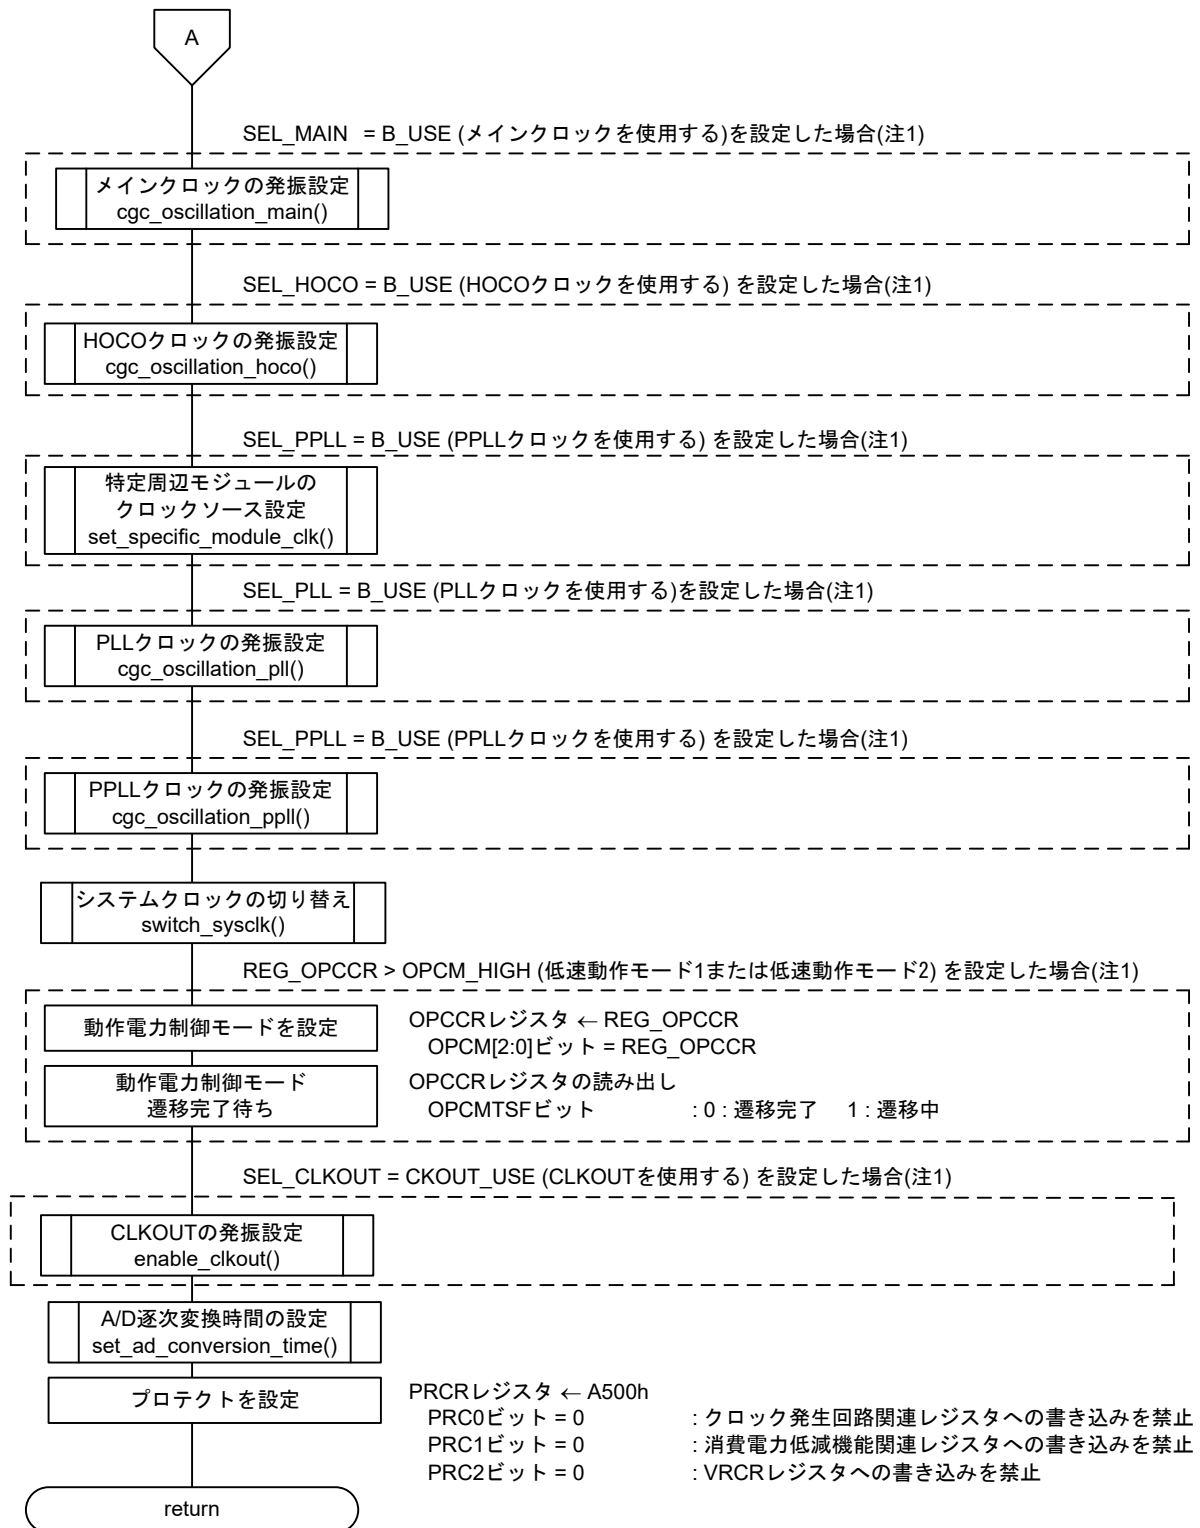 A
SEL_MAIN = B_USE (メインクロックを使用する)を設定した場合(注1)
メインクロックの発振設定
cgc_oscillation_main()
SEL_HOCO = B_USE (HOCOクロックを使用する) を設定した場合(注1)
HOCOクロックの発振設定
cgc_oscillation_hoco()
SEL_PPLL = B_USE (PPLLクロックを使用する) を設定した場合(注1)
特定周辺モジュールの
クロックソース設定
set_specific_module_clk()
SEL_PLL = B_USE (PLLクロックを使用する)を設定した場合(注1)
PLLクロックの発振設定
cgc_oscillation_pll()
SEL_PPLL = B_USE (PPLLクロックを使用する) を設定した場合(注1)
PPLLクロックの発振設定
cgc_oscillation_ppll()
システムクロックの切り替え
switch_sysclk()
REG_OPCCR > OPCM_HIGH (低速動作モード1または低速動作モード2) を設定した場合(注1)
動作電力制御モードを設定
OPCCRレジスタ ← REG_OPCCR
OPCM[2:0]ビット = REG_OPCCR
動作電力制御モード
遷移完了待ち
OPCCRレジスタの読み出し
OPCMTSFビット : 0 : 遷移完了 1 : 遷移中
SEL_CLKOUT = CKOUT_USE (CLKOUTを使用する) を設定した場合(注1)
CLKOUTの発振設定
enable_clkout()
A/D逐次変換時間の設定
set_ad_conversion_time()
プロテクトを設定
PRCRレジスタ ← A500h
PRC0ビット = 0 : クロック発生回路関連レジスタへの書き込みを禁止
PRC1ビット = 0 : 消費電力低減機能関連レジスタへの書き込みを禁止
PRC2ビット = 0 : VRCRレジスタへの書き込みを禁止
return